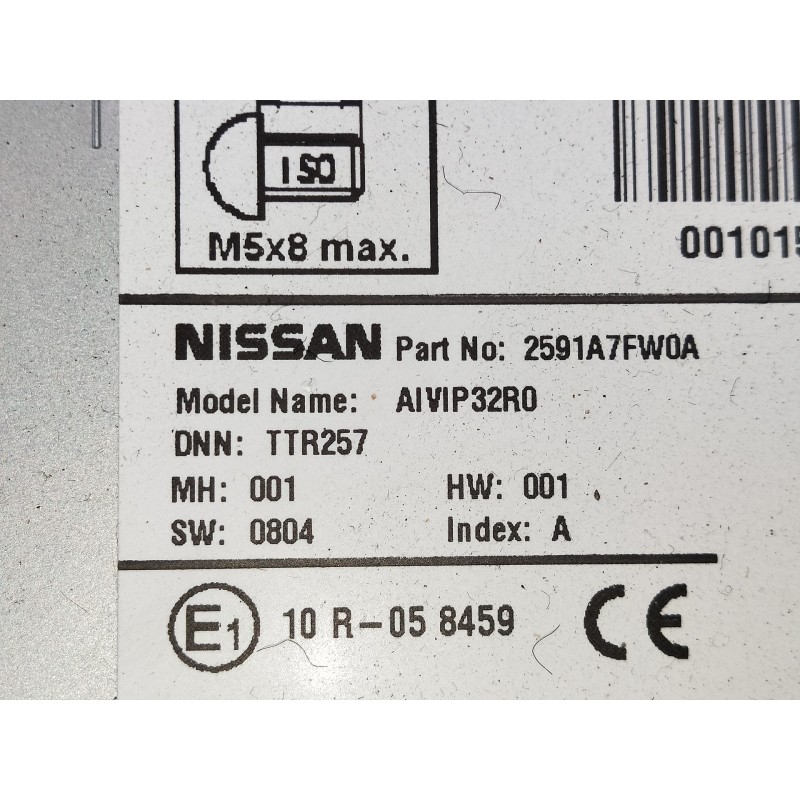 ISO
M5x8 max.
001015
NISSAN Part No: 2591A7FW0A
Model Name: AIVIP32R0
DNN: TTR257
MH: 001 HW: 001
SW: 0804 Index: A
E1 10 R-05 8459 CE